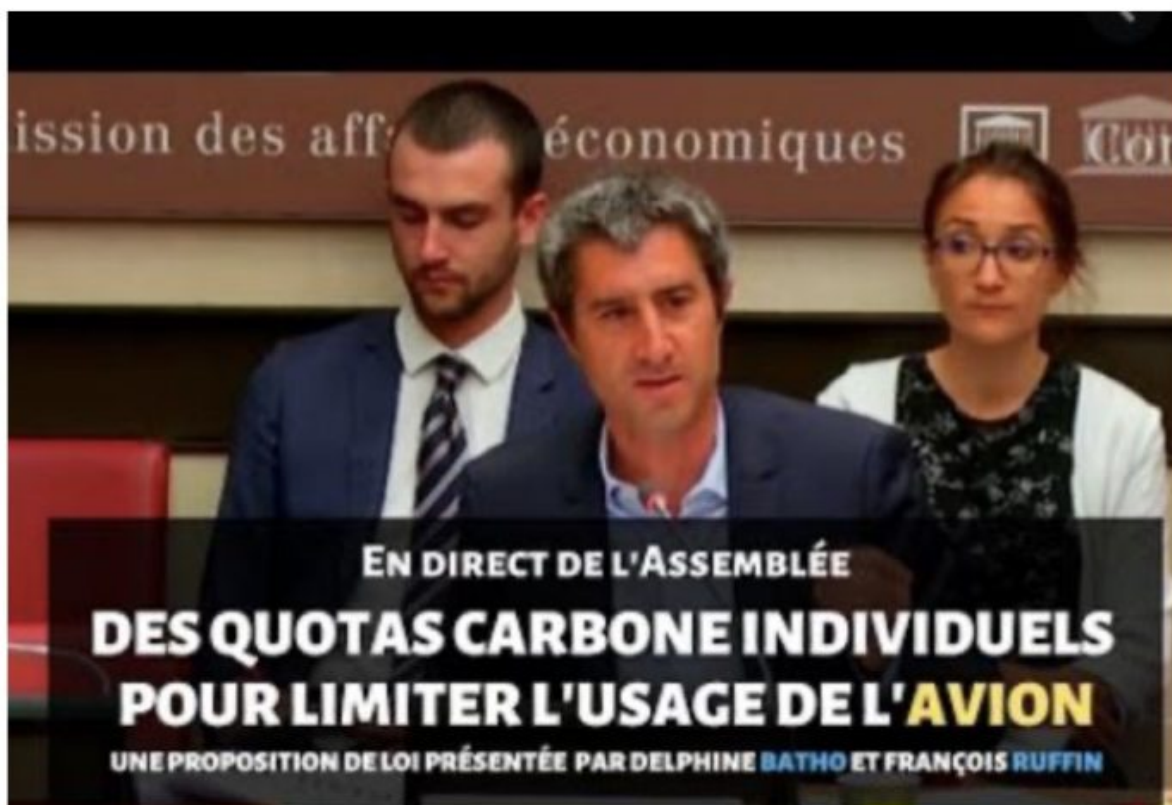 ission des aff économiques Con
EN DIRECT DE L'ASSEMBLÉE
DES QUOTAS CARBONE INDIVIDUELS
POUR LIMITER L'USAGE DE L'AVION
UNE PROPOSITION DE LOI PRÉSENTÉE PAR DELPHINE BATHO ET FRANÇOIS RUFFIN